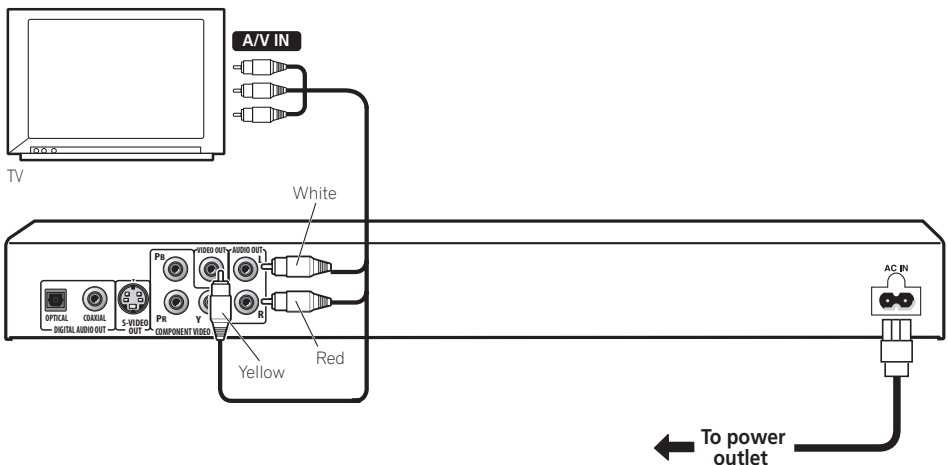 A/V IN
TV
White
VIDEO OUT
AUDIO OUT
PB
L
AC IN
OPTICAL
COAXIAL
DIGITAL AUDIO OUT
S-VIDEO
OUT
PR
Y
R
COMPONENT VIDEO
Yellow
Red
To power
outlet